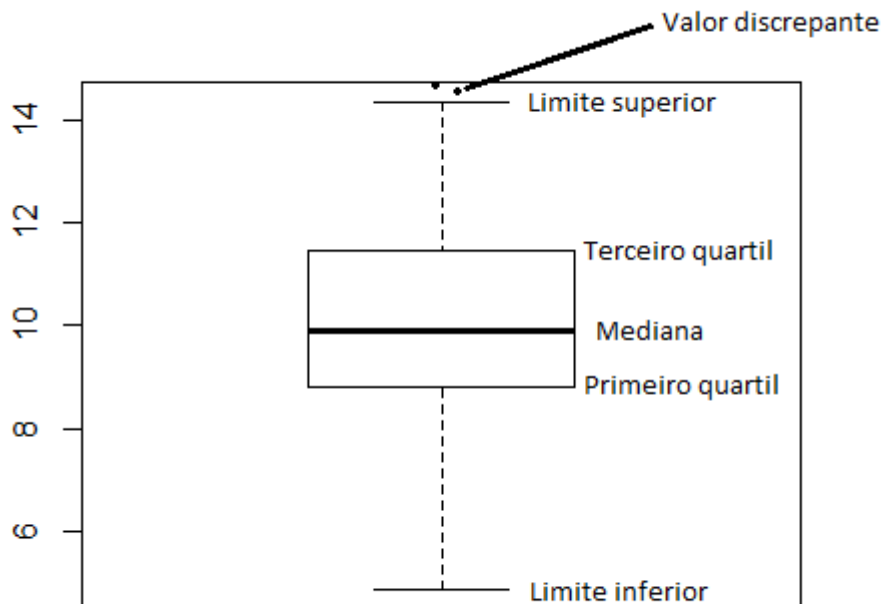 Valor discrepante
14
Limite superior
12
Terceiro quartil
10
Mediana
Primeiro quartil
8
6
Limite inferior